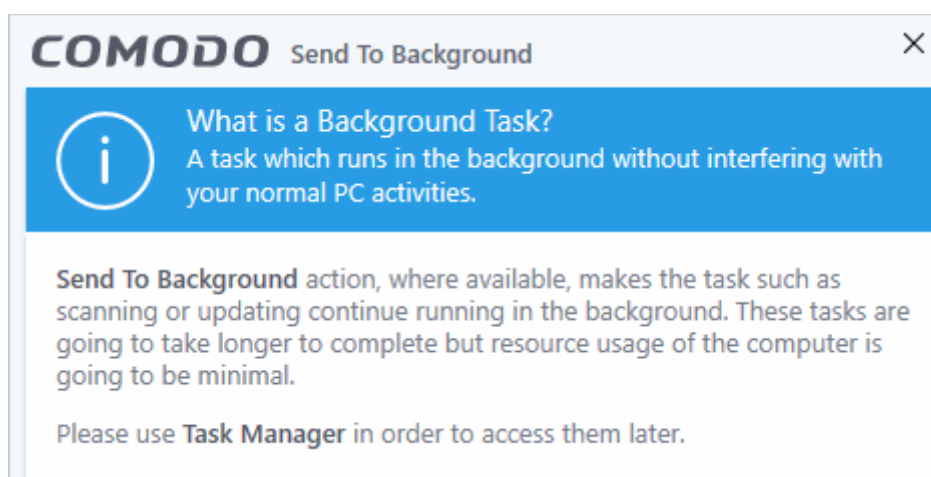 COMODO Send To Background
What is a Background Task?
A task which runs in the background without interfering with
your normal PC activities.
Send To Background action, where available, makes the task such as
scanning or updating continue running in the background. These tasks are
going to take longer to complete but resource usage of the computer is
going to be minimal.
Please use Task Manager in order to access them later.